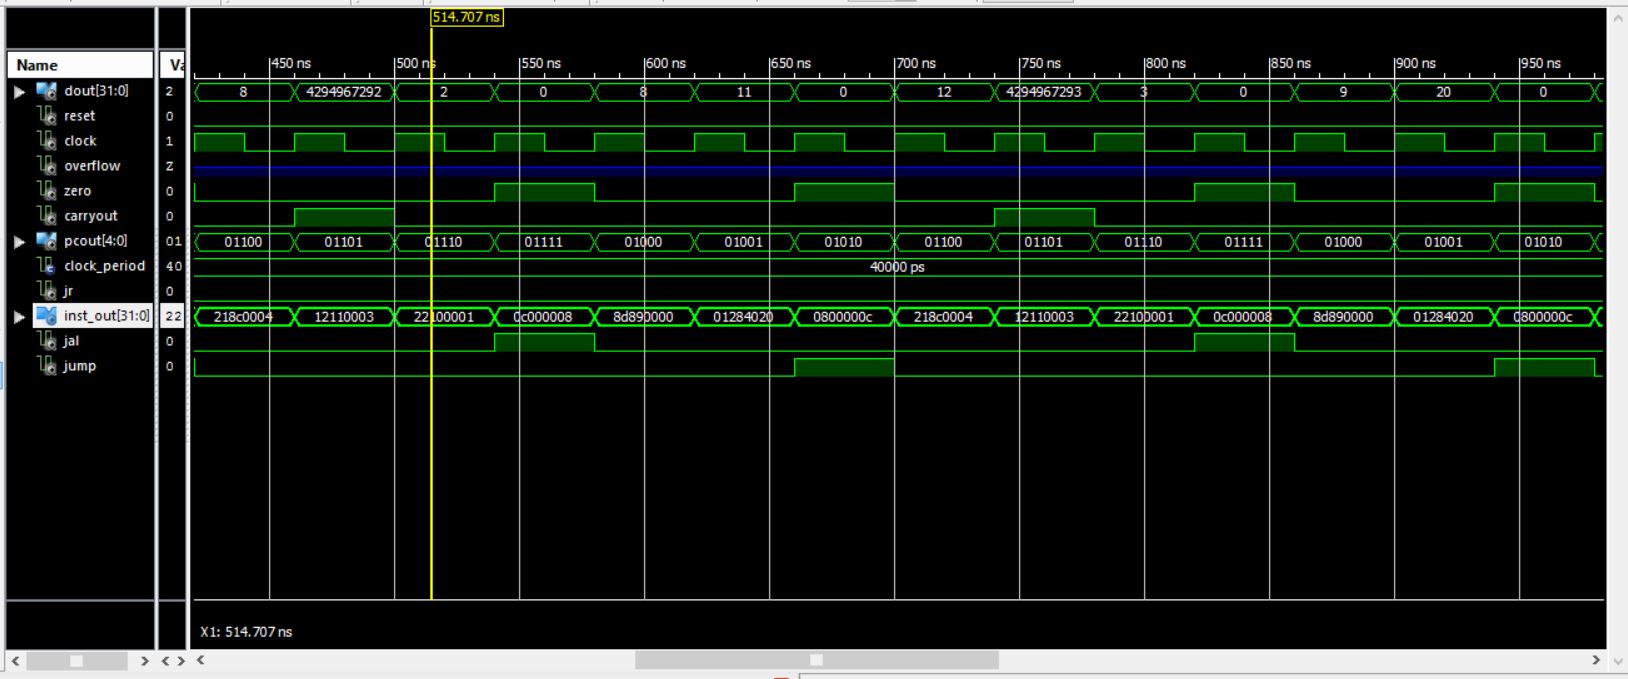 514.707 ns
Name Va 450 ns 500 ns 550 ns 600 ns 650 ns 700 ns 750 ns 800 ns 850 ns 900 ns 950 ns
dout[31:0] 2 8 4294967292 2 0 8 11 0 12 4294967293 3 0 9 20 0
reset 0
clock 1
overflow Z
zero 0
carryout 0
pcout[4:0] 01 01100 01101 01110 01111 01000 01001 01010 01100 01101 01110 01111 01000 01001 01010
clock_period 40 40000 ps
jr 0
inst_out[31:0] 22 218c0004 12110003 22100001 0c000008 8d890000 01284020 0800000c 218c0004 12110003 22100001 0c000008 8d890000 01284020 0800000c
jal 0
jump 0
X1: 514.707 ns